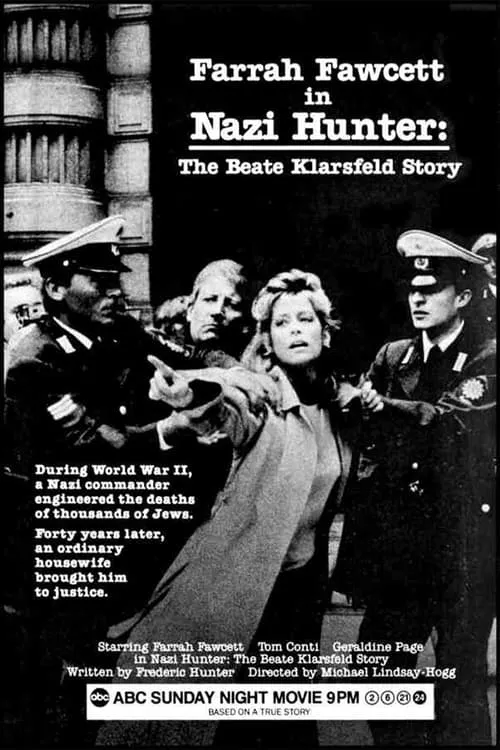 Farrah Fawcett
in
Nazi Hunter:
The Beate Klarsfeld Story
During World War II,
a Nazi commander
engineered the deaths
of thousands of Jews.
Forty years later,
an ordinary
housewife
brought him
to justice.
Starring Farrah Fawcett Tom Conti Geraldine Page
in Nazi Hunter: The Beate Klarsfeld Story
Written by Frederic Hunter Directed by Michael Lindsay-Hogg
abc ABC SUNDAY NIGHT MOVIE 9PM 2 6 21 24
BASED ON A TRUE STORY